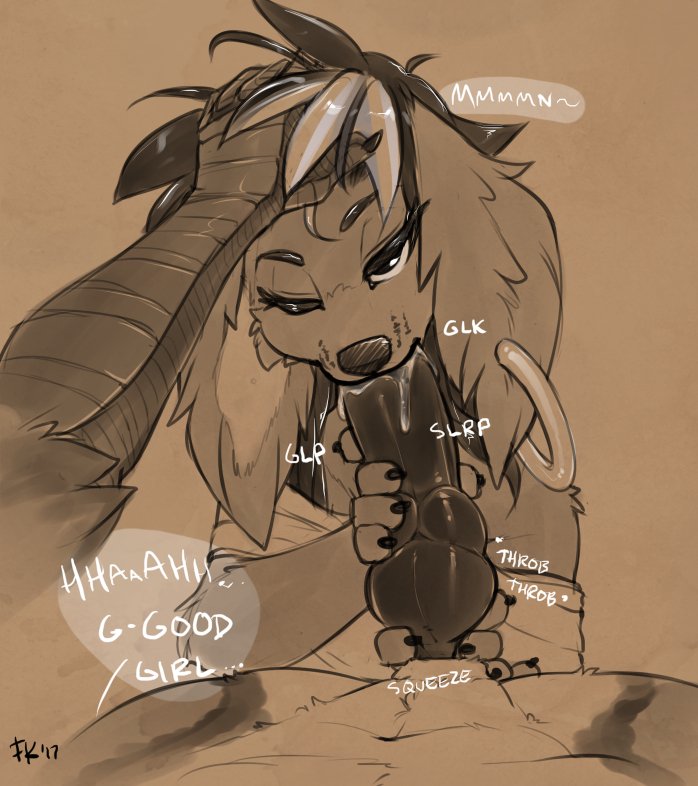 MMMMN~
GLK
GLP
SLRP
*THROB
THROB*
HHAAAHH...
G-GOOD
GIRL...
SQUEEZE
FK'17